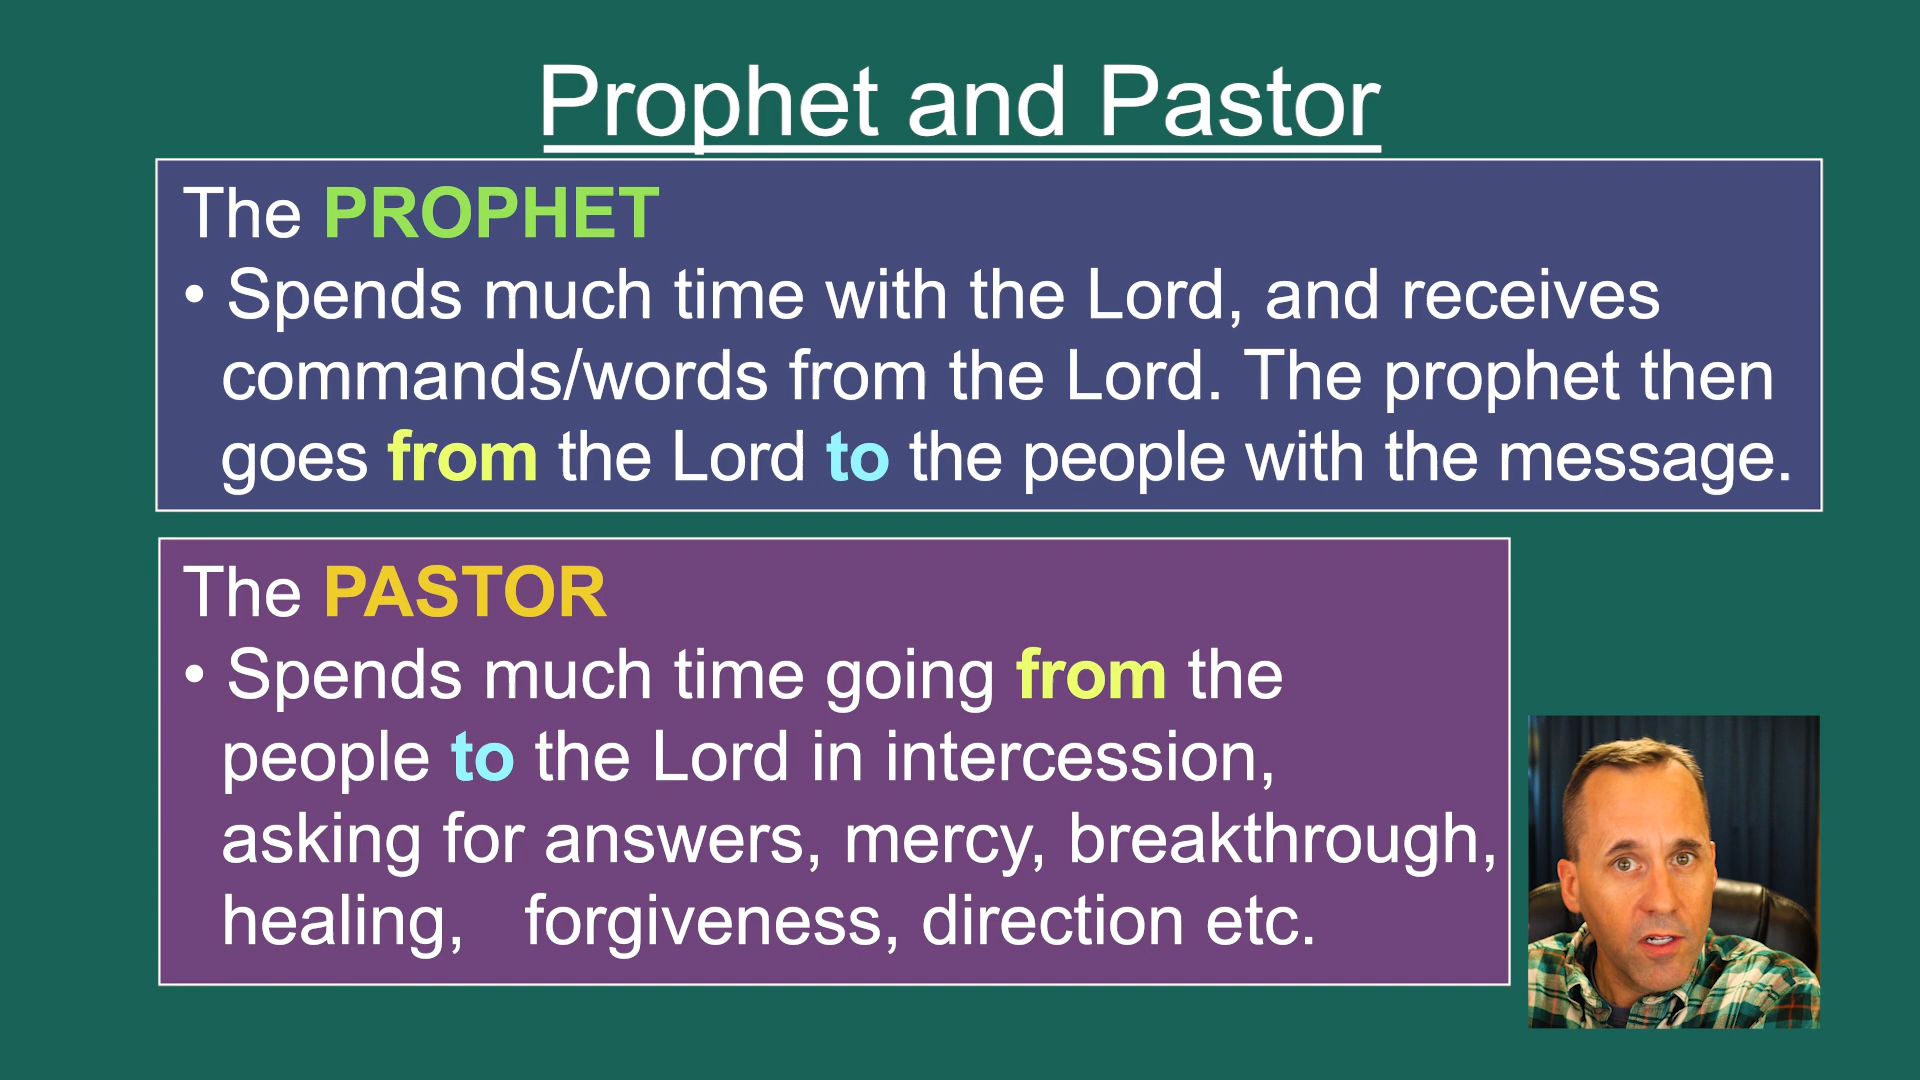 Prophet and Pastor
The PROPHET
• Spends much time with the Lord, and receives
commands/words from the Lord. The prophet then
goes from the Lord to the people with the message.
The PASTOR
• Spends much time going from the
people to the Lord in intercession,
asking for answers, mercy, breakthrough,
healing, forgiveness, direction etc.